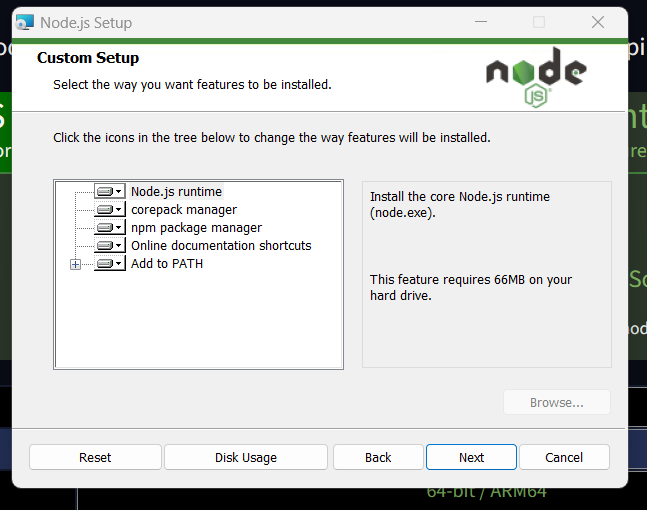 Node.js Setup
Custom Setup
Select the way you want features to be installed.
node
JS
Click the icons in the tree below to change the way features will be installed.
Node.js runtime
corepack manager
npm package manager
Online documentation shortcuts
Add to PATH
Install the core Node.js runtime
(node.exe).
This feature requires 66MB on your
hard drive.
Browse...
Reset
Disk Usage
Back
Next
Cancel
64-bit / ARM64